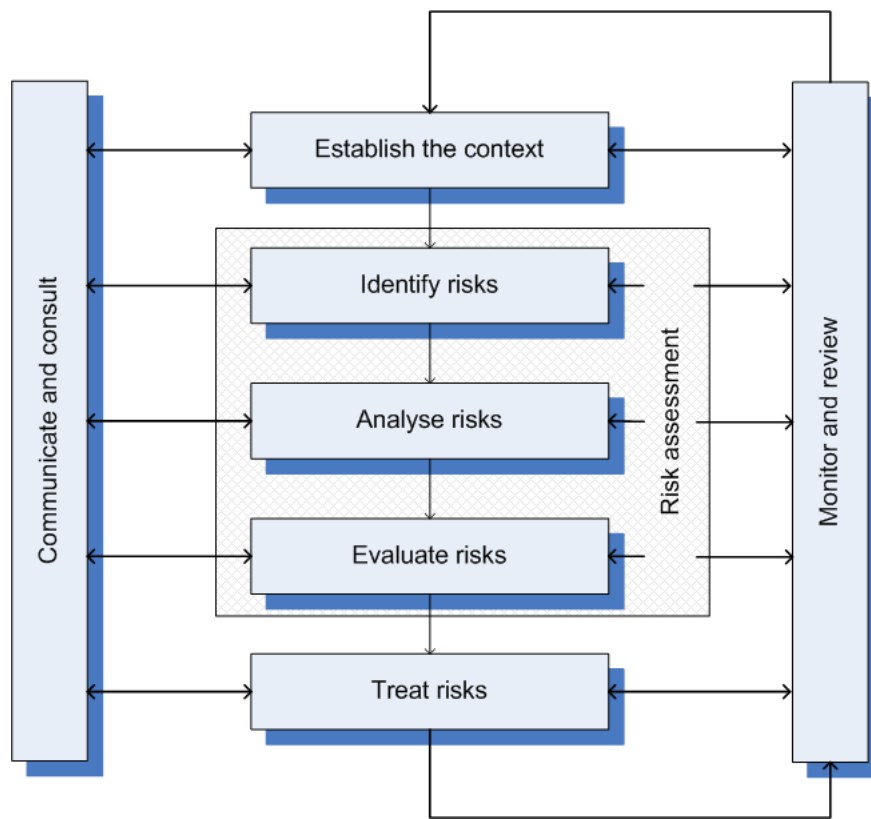 Communicate and consult
Establish the context
Identify risks
Analyse risks
Evaluate risks
Treat risks
Risk assessment
Monitor and review